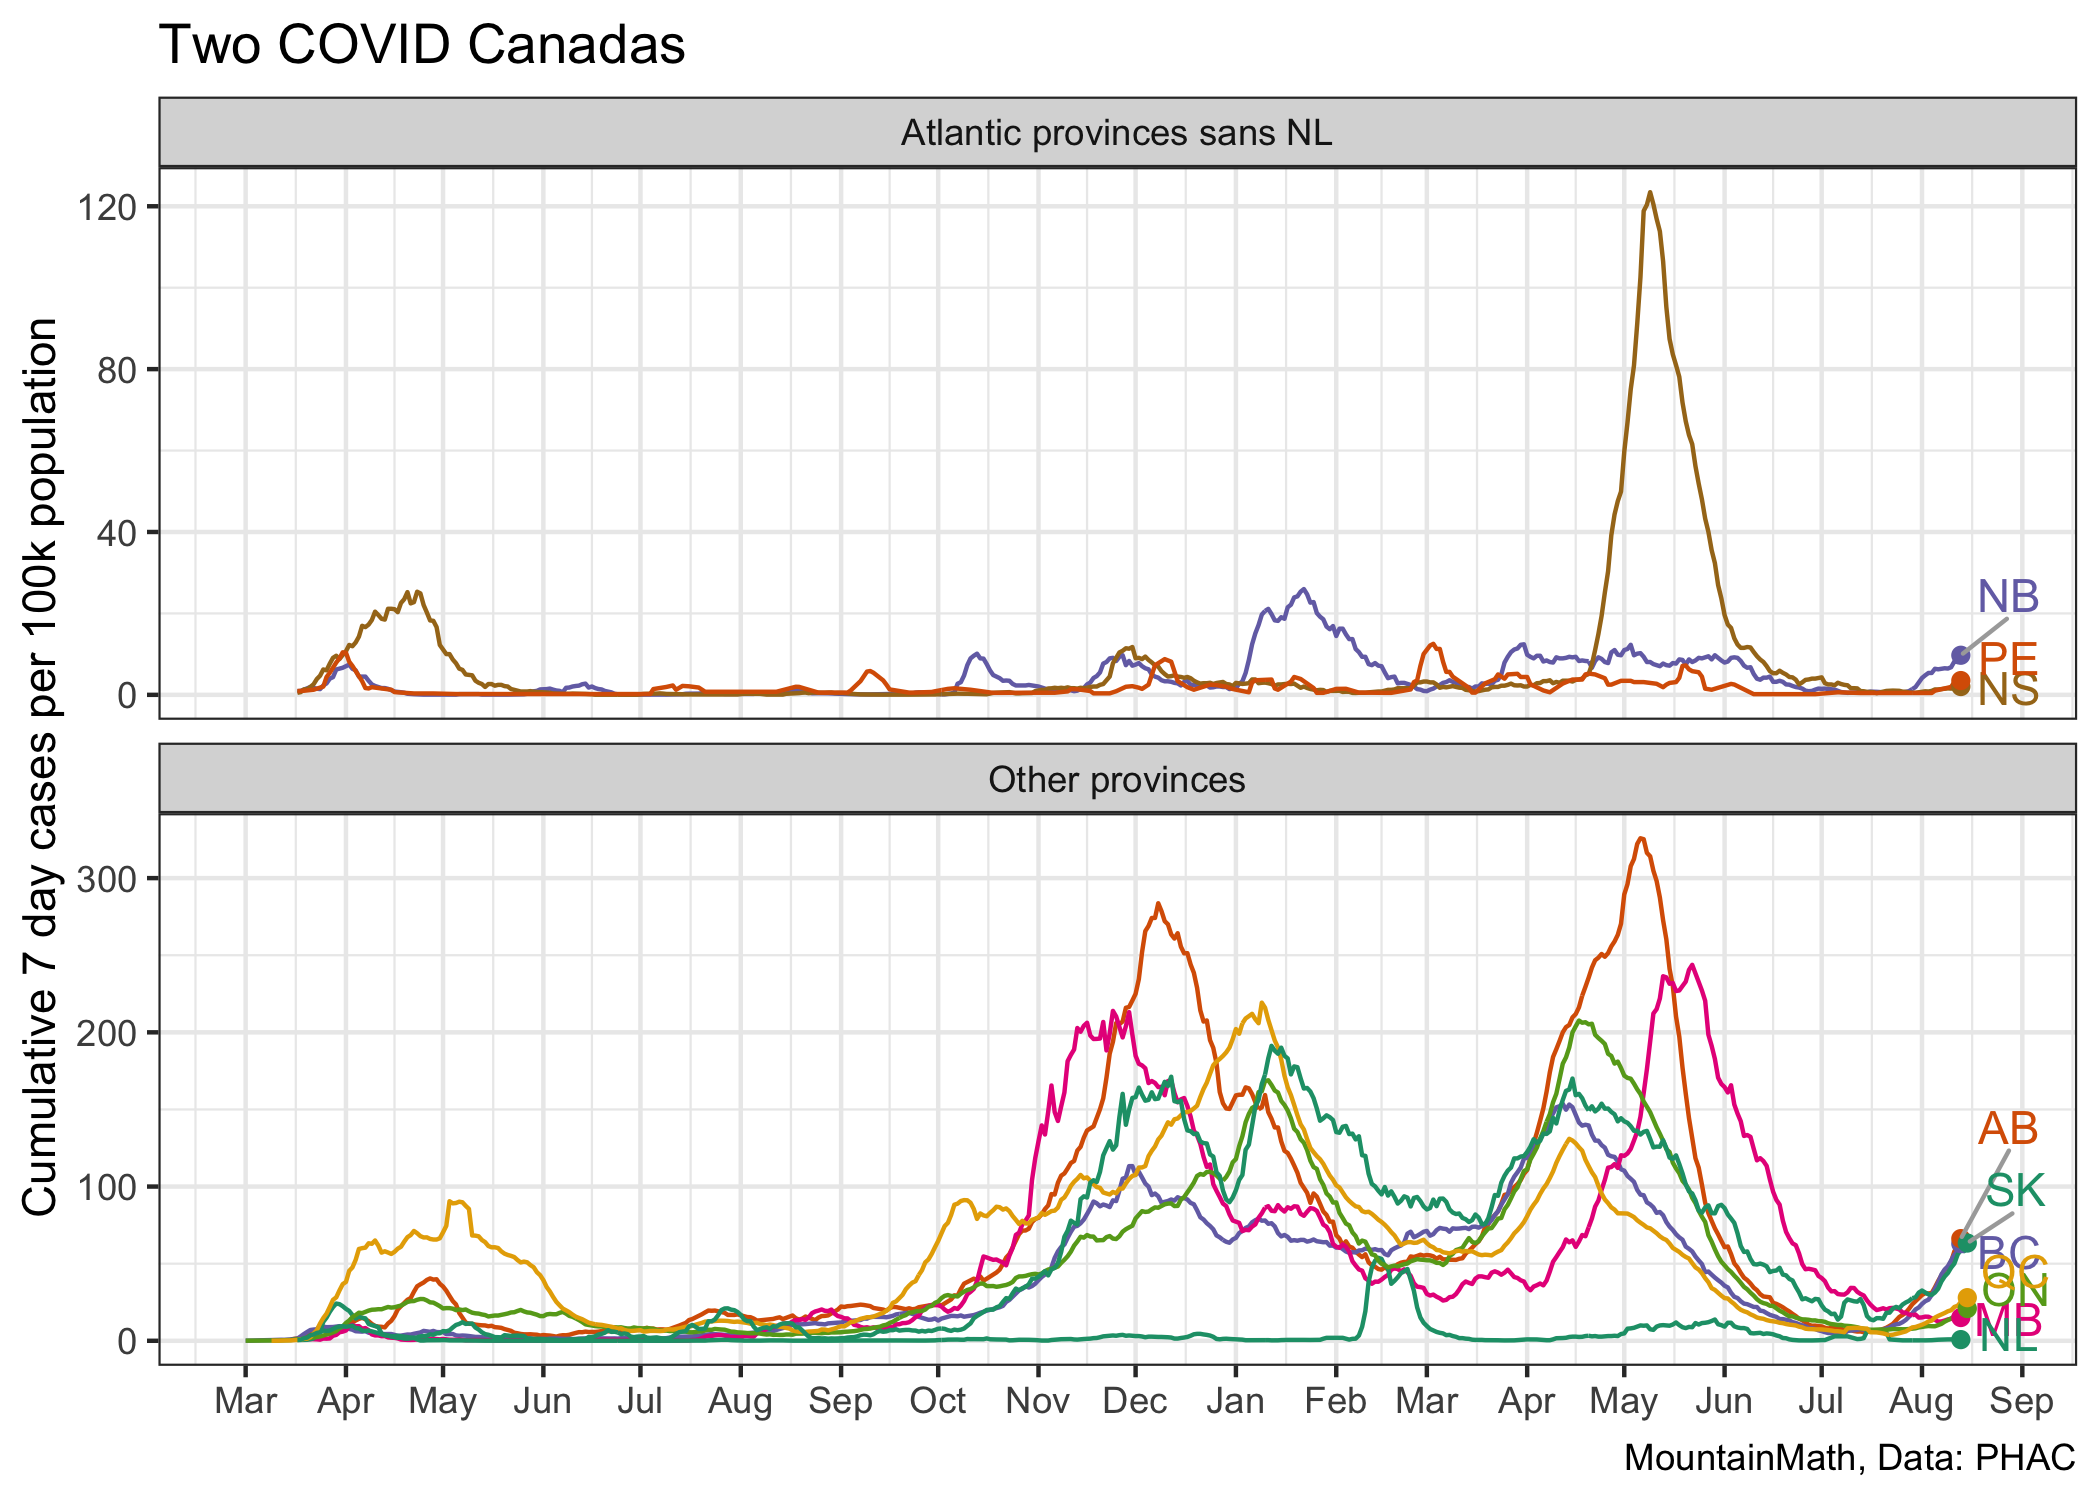 Two COVID Canadas
Atlantic provinces sans NL
120
80
40
0
NB
PE
NS
Cumulative 7 day cases per 100k population
Other provinces
300
200
100
0
AB
SK
BC
QC
ON
MB
NL
Mar Apr May Jun Jul Aug Sep Oct Nov Dec Jan Feb Mar Apr May Jun Jul Aug Sep
MountainMath, Data: PHAC